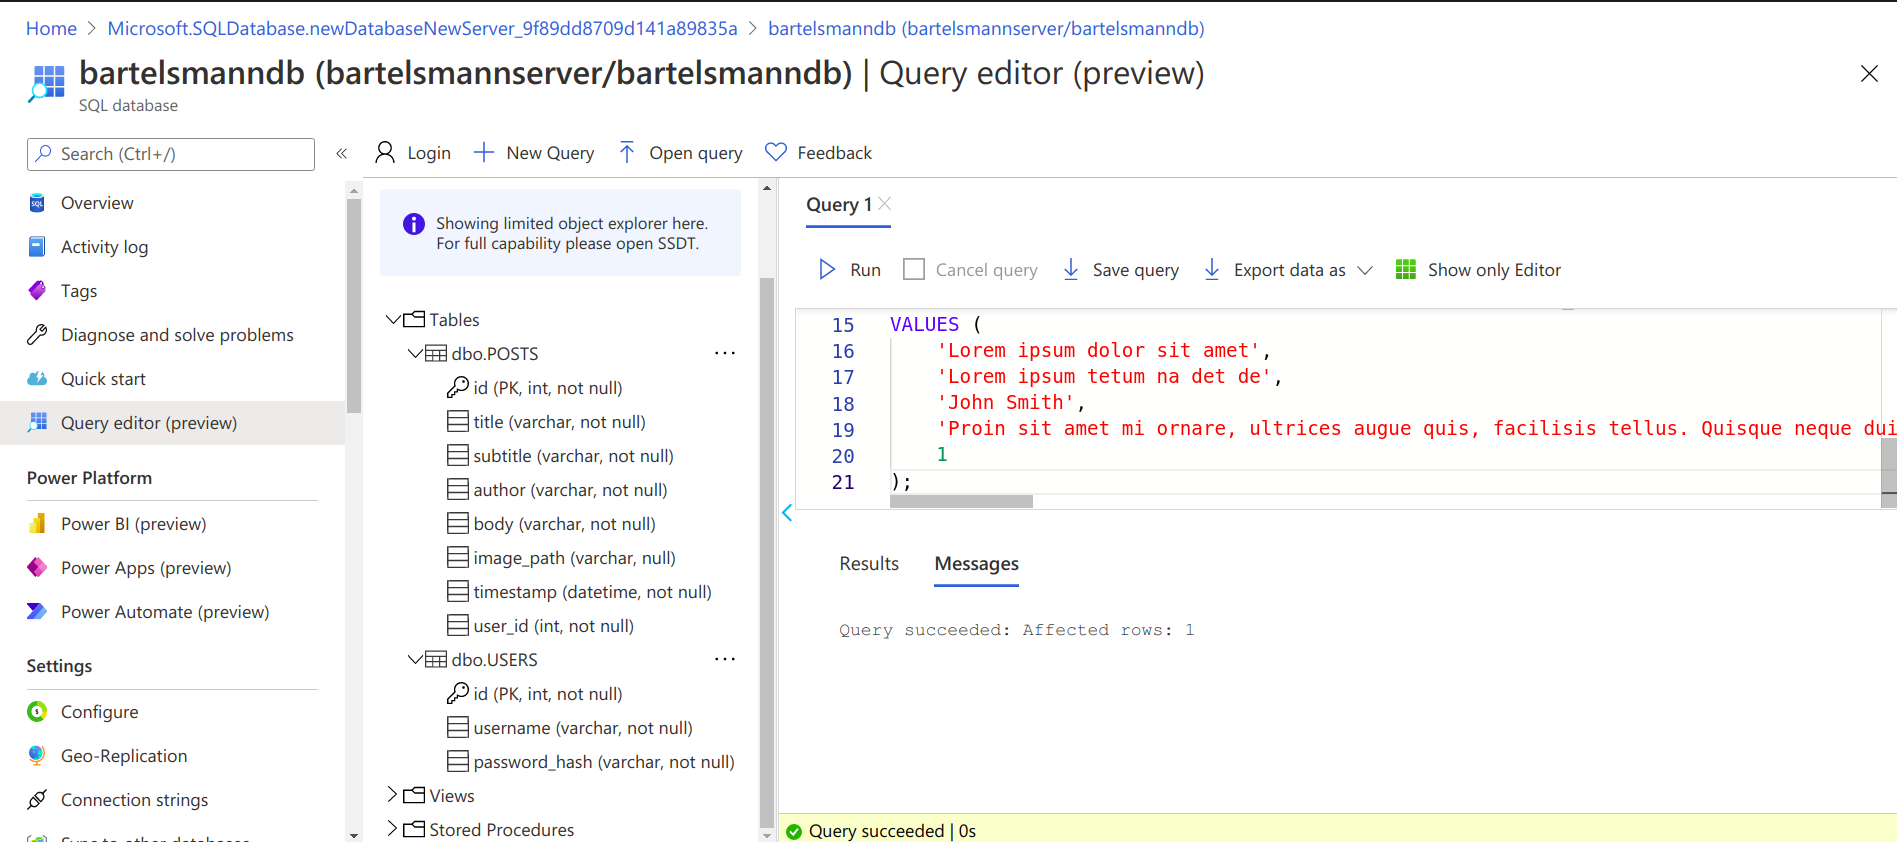 Home > Microsoft.SQLDatabase.newDatabaseNewServer_9f89dd8709d141a89835a > bartelsmanndb (bartelsmannserver/bartelsmanndb)
bartelsmanndb (bartelsmannserver/bartelsmanndb) | Query editor (preview)
SQL database
Search (Ctrl+/)
«
Overview
Activity log
Tags
Diagnose and solve problems
Quick start
Query editor (preview)
Power Platform
Power BI (preview)
Power Apps (preview)
Power Automate (preview)
Settings
Configure
Geo-Replication
Connection strings
Sync to other databases
Login
New Query
Open query
Feedback
Showing limited object explorer here.
For full capability please open SSDT.
Tables
dbo.POSTS ...
id (PK, int, not null)
title (varchar, not null)
subtitle (varchar, not null)
author (varchar, not null)
body (varchar, not null)
image_path (varchar, null)
timestamp (datetime, not null)
user_id (int, not null)
dbo.USERS ...
id (PK, int, not null)
username (varchar, not null)
password_hash (varchar, not null)
Views
Stored Procedures
Query 1
Run
Cancel query
Save query
Export data as
Show only Editor
15 VALUES (
16 'Lorem ipsum dolor sit amet',
17 'Lorem ipsum tetum na det de',
18 'John Smith',
19 'Proin sit amet mi ornare, ultrices augue quis, facilisis tellus. Quisque neque dui
20 1
21 );
Results
Messages
Query succeeded: Affected rows: 1
Query succeeded | 0s